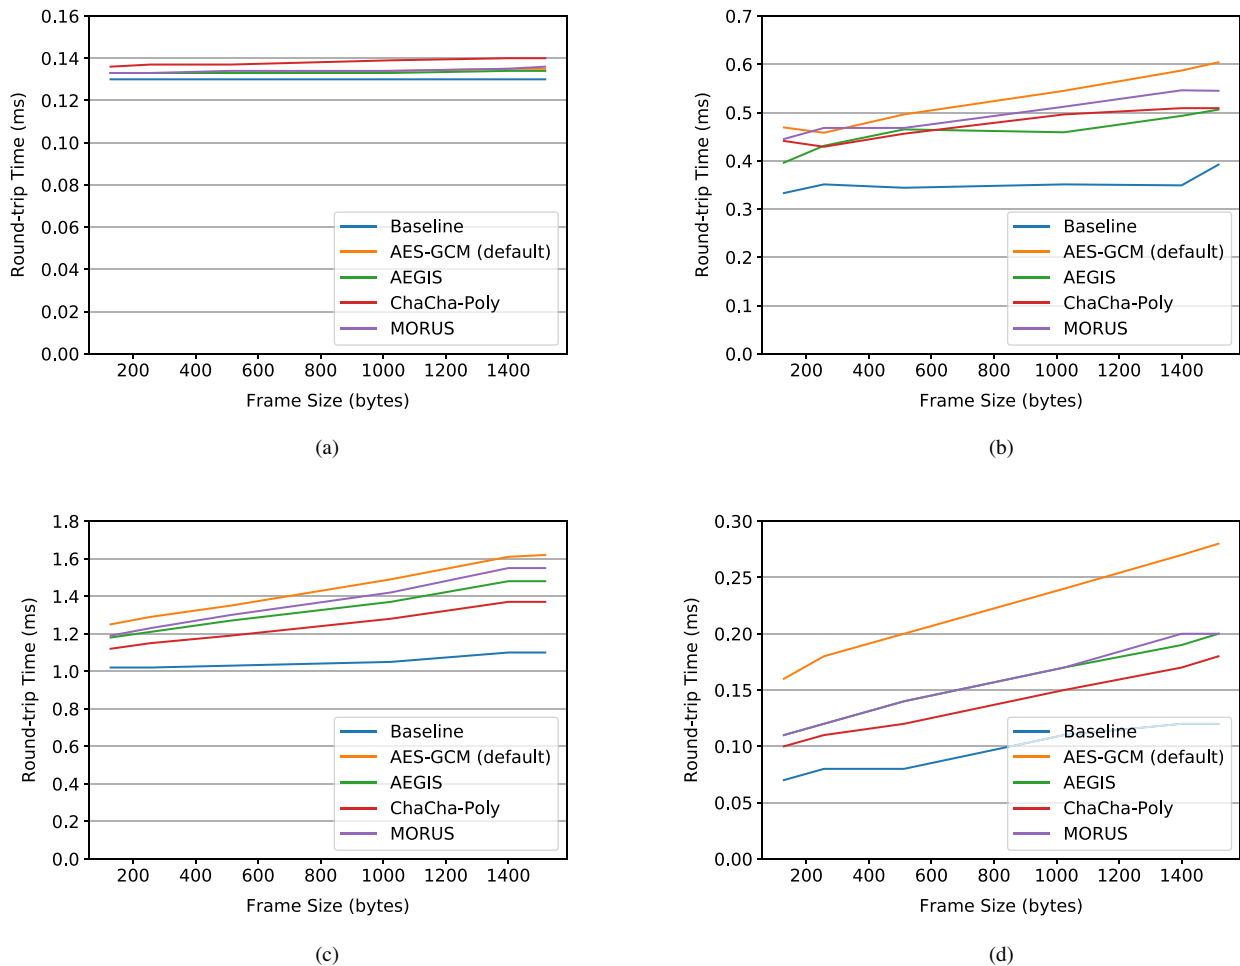 0.16
0.14
0.12
0.10
0.08
0.06
0.04
0.02
0.00
Round-trip Time (ms)
200 400 600 800 1000 1200 1400
Frame Size (bytes)
Baseline
AES-GCM (default)
AEGIS
ChaCha-Poly
MORUS
(a)
0.7
0.6
0.5
0.4
0.3
0.2
0.1
0.0
Round-trip Time (ms)
200 400 600 800 1000 1200 1400
Frame Size (bytes)
Baseline
AES-GCM (default)
AEGIS
ChaCha-Poly
MORUS
(b)
1.8
1.6
1.4
1.2
1.0
0.8
0.6
0.4
0.2
0.0
Round-trip Time (ms)
200 400 600 800 1000 1200 1400
Frame Size (bytes)
Baseline
AES-GCM (default)
AEGIS
ChaCha-Poly
MORUS
(c)
0.30
0.25
0.20
0.15
0.10
0.05
0.00
Round-trip Time (ms)
200 400 600 800 1000 1200 1400
Frame Size (bytes)
Baseline
AES-GCM (default)
AEGIS
ChaCha-Poly
MORUS
(d)